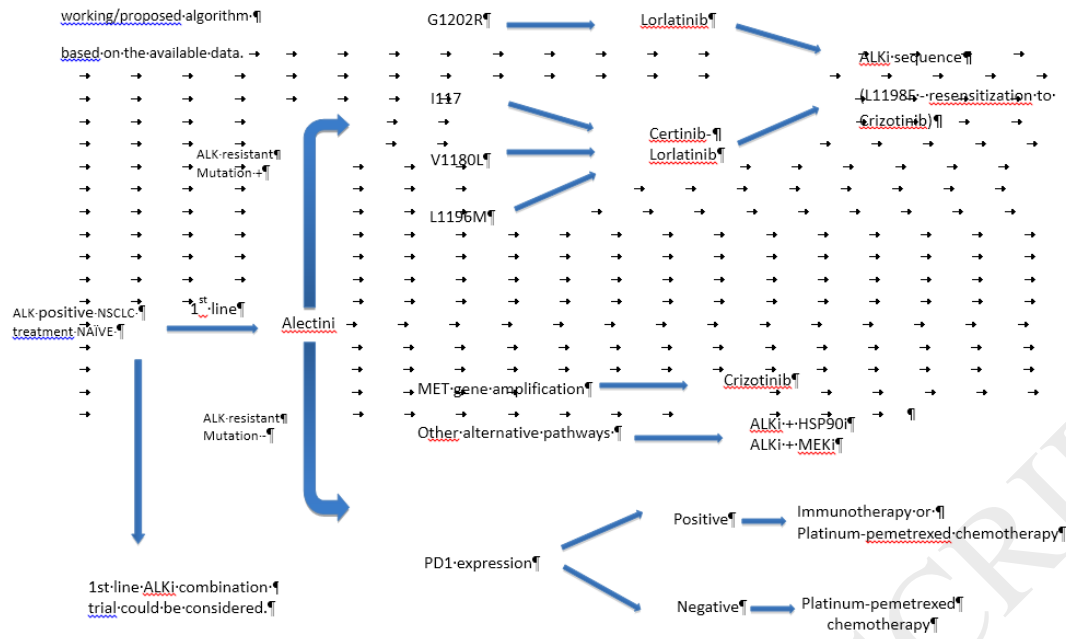 working/proposed algorithm
based on the available data.
G1202R
Lorlatinib
ALKi sequence
(L1198F - resensitization to
Crizotinib)
I117
V1180L
L1196M
Certinib-
Lorlatinib
ALK resistant
Mutation +
ALK positive NSCLC
treatment NAÏVE
1st line
Alectini
MET gene amplification
Crizotinib
ALK resistant
Mutation -
Other alternative pathways
ALKi + HSP90i
ALKi + MEKi
PD1 expression
Positive
Immunotherapy or
Platinum-pemetrexed chemotherapy
Negative
Platinum-pemetrexed
chemotherapy
1st line ALKi combination
trial could be considered.